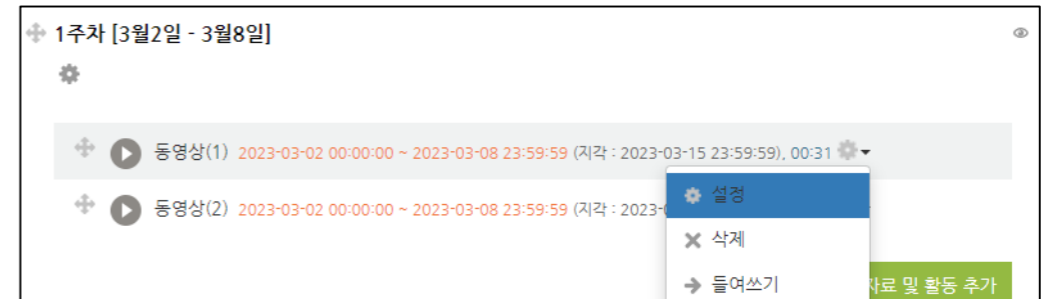 1주차 [3월2일 - 3월8일]
동영상(1) 2023-03-02 00:00:00 ~ 2023-03-08 23:59:59 (지각 : 2023-03-15 23:59:59), 00:31
동영상(2) 2023-03-02 00:00:00 ~ 2023-03-08 23:59:59 (지각 : 2023-
설정
삭제
들여쓰기
자료 및 활동 추가